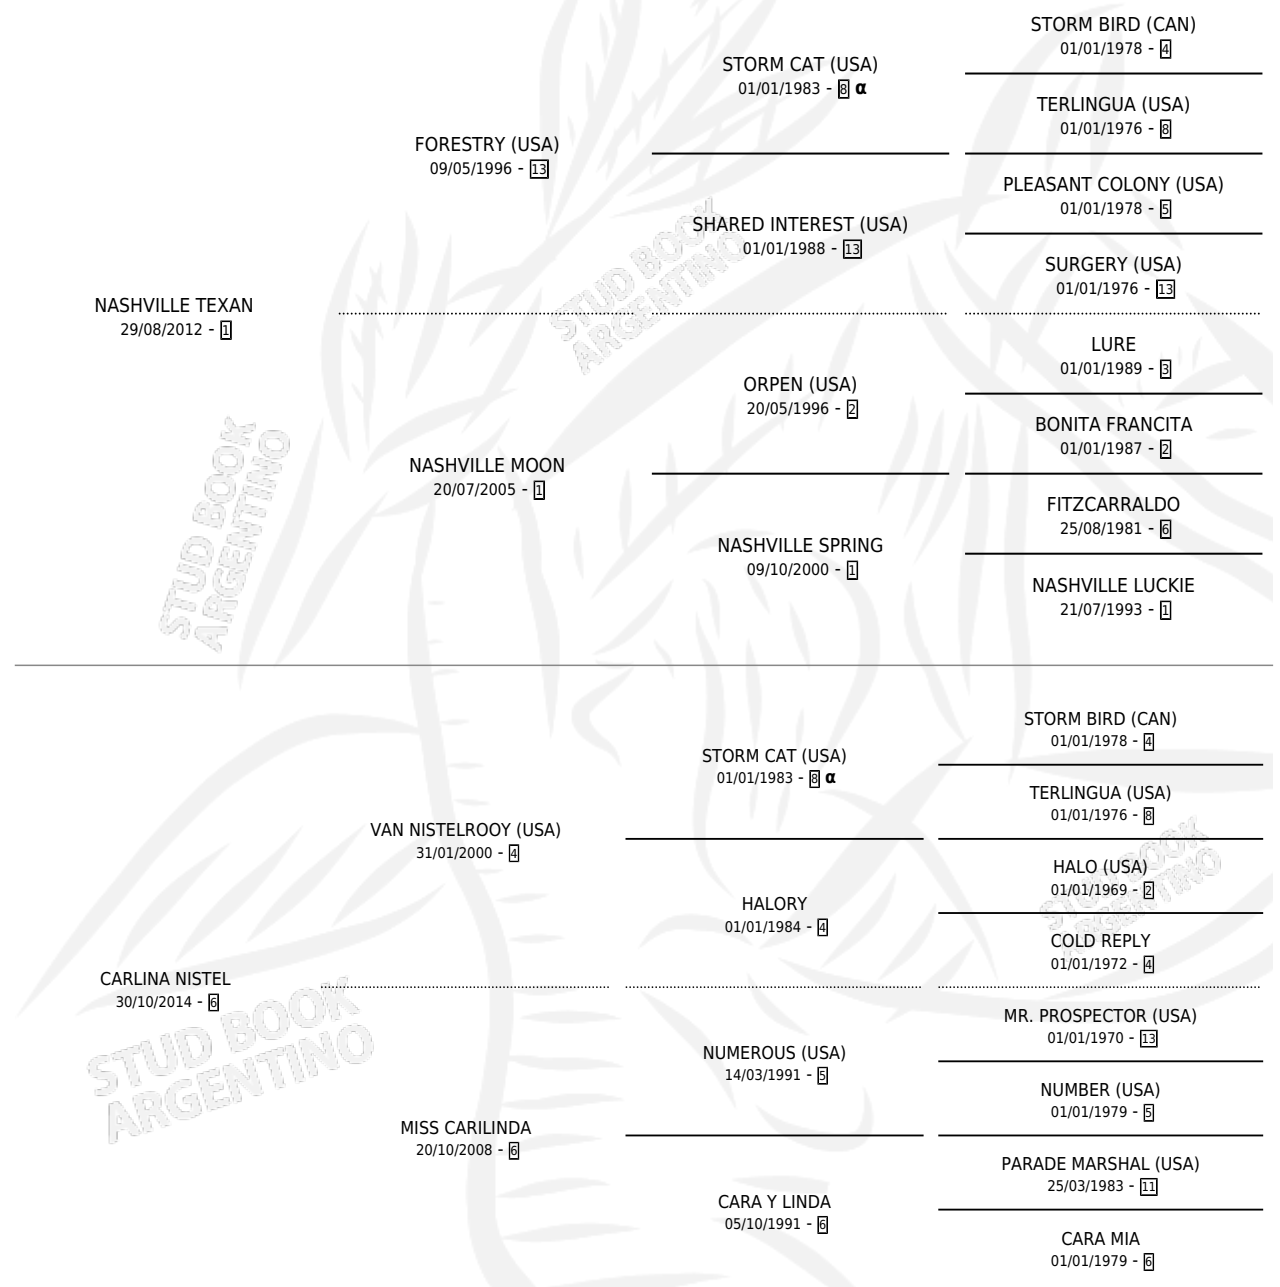 STORM BIRD (CAN)
01/01/1978 - 4
STORM CAT (USA)
01/01/1983 - 8 α
TERLINGUA (USA)
01/01/1976 - 8
FORESTRY (USA)
09/05/1996 - 13
PLEASANT COLONY (USA)
01/01/1978 - 5
SHARED INTEREST (USA)
01/01/1988 - 13
SURGERY (USA)
01/01/1976 - 13
NASHVILLE TEXAN
29/08/2012 - 1
LURE
01/01/1989 - 3
ORPEN (USA)
20/05/1996 - 2
BONITA FRANCITA
01/01/1987 - 2
NASHVILLE MOON
20/07/2005 - 1
FITZCARRALDO
25/08/1981 - 6
NASHVILLE SPRING
09/10/2000 - 1
NASHVILLE LUCKIE
21/07/1993 - 1
STORM BIRD (CAN)
01/01/1978 - 4
STORM CAT (USA)
01/01/1983 - 8 α
TERLINGUA (USA)
01/01/1976 - 8
VAN NISTELROOY (USA)
31/01/2000 - 4
HALO (USA)
01/01/1969 - 2
HALORY
01/01/1984 - 4
COLD REPLY
01/01/1972 - 4
CARLINA NISTEL
30/10/2014 - 6
MR. PROSPECTOR (USA)
01/01/1970 - 13
NUMEROUS (USA)
14/03/1991 - 5
NUMBER (USA)
01/01/1979 - 5
MISS CARILINDA
20/10/2008 - 6
PARADE MARSHAL (USA)
25/03/1983 - 11
CARA Y LINDA
05/10/1991 - 6
CARA MIA
01/01/1979 - 6
STUD BOOK
ARGENTINO
STUD BOOK
ARGENTINO
STUD BOOK
ARGENTINO
STUD BOOK
ARGENTINO